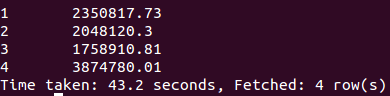 1	2350817.73
2	2048120.3
3	1758910.81
4	3874780.01
Time taken: 43.2 seconds, Fetched: 4 row(s)